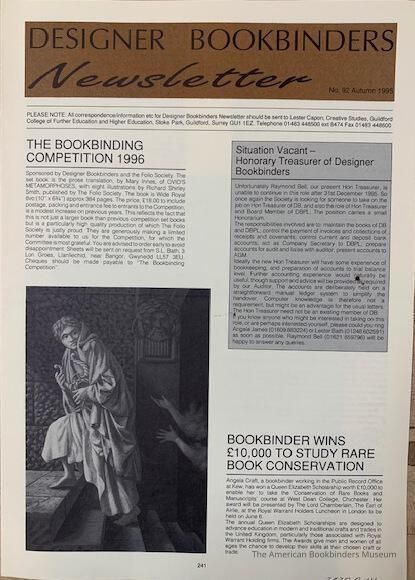 DESIGNER BOOKBINDERS
Newsletter
No. 92 Autumn 1995
PLEASE NOTE: All correspondence/information etc for Designer Bookbinders Newsletter should be sent to Lester Capon, Creative Studies, Guildford
College of Further Education and Higher Education, Stoke Park, Guildford, Surrey GU1 1EZ. Telephone 01483 448500 ext 8474 Fax 01483 448600
THE BOOKBINDING
COMPETITION 1996
Sponsored by Designer Bookbinders and the Folio Society. The
set book is the prose translation, by Mary Innes, of OVID'S
METAMORPHOSES, with eight illustrations by Richard Shirley
Smith, published by The Folio Society. The book is Wide Royal
8vo (10" x 6¾") approx 384 pages. The price, £16.00 to include
postage, packing and entrance fee to entrants to the Competition,
is a modest increase on previous years. This reflects the fact that
this is not just a larger book than previous competition set books
but is a particularly high quality production of which The Folio
Society is justly proud. They are generously making a limited
number available to us for the Competition, for which the
Committee is most grateful. You are advised to order early to avoid
disappointment. Sheets will be sent on request from S.L. Bath, 3
Lon Groes, Llanllechid, near Bangor, Gwynedd LL57 3EU.
Cheques should be made payable to "The Bookbinding
Competition"
Situation Vacant –
Honorary Treasurer of Designer
Bookbinders
Unfortunately Raymond Bell, our present Hon Treasurer, is
unable to continue in this role after 31st December 1995. So
once again the Society is looking for someone to take on the
job on Hon Treasurer of DB, and also the role of Hon Treasurer
and Board Member of DBPL. The position carries a small
Honorarium.
The responsibilities involved are to: maintain the books of DB
and DBPL; control the payment of invoices and collections of
receipts and covenants; control current and deposit bank
accounts; act as Company Secretary to DBPL; prepare
accounts for audit and liaise with auditor; present accounts to
AGM.
Ideally the new Hon Treasurer will have some experience of
bookkeeping, and preparation of accounts to trial balance
level. Further accounting experience would naturally be
useful, though support and advice will be provided as required
by our Auditor. The accounts are deliberately held on a
straightforward manual ledger system to simplify the
handover. Computer knowledge is therefore not a
requirement, but might be an advantage for the usual letters.
The Hon Treasurer need not be an existing member of DB.
If you know anyone who might be interested in taking on this
role, or are perhaps interested yourself, please could you ring
Angela James (01609 883224) or Lester Bath (01248 602591)
as soon as possible. Raymond Bell (01621 859796) will be
happy to answer any queries.
BOOKBINDER WINS
£10,000 TO STUDY RARE
BOOK CONSERVATION
Angela Craft, a bookbinder working in the Public Record Office
at Kew, has won a Queen Elizabeth Scholarship worth £10,000 to
enable her to take the 'Conservation of Rare Books and
Manuscripts' course at West Dean College, Chichester. Her
award will be presented by The Lord Chamberlain, The Earl of
Airlie, at the Royal Warrant Holders Luncheon in London to be
held on June 6.
The annual Queen Elizabeth Scholarships are designed to
advance education in modern and traditional crafts and trades in
the United Kingdom, particularly those associated with Royal
Warrant Holding firms. The Awards give men and women of all
ages the chance to develop their skills at their chosen craft or
trade.
241
The American Bookbinders Museum